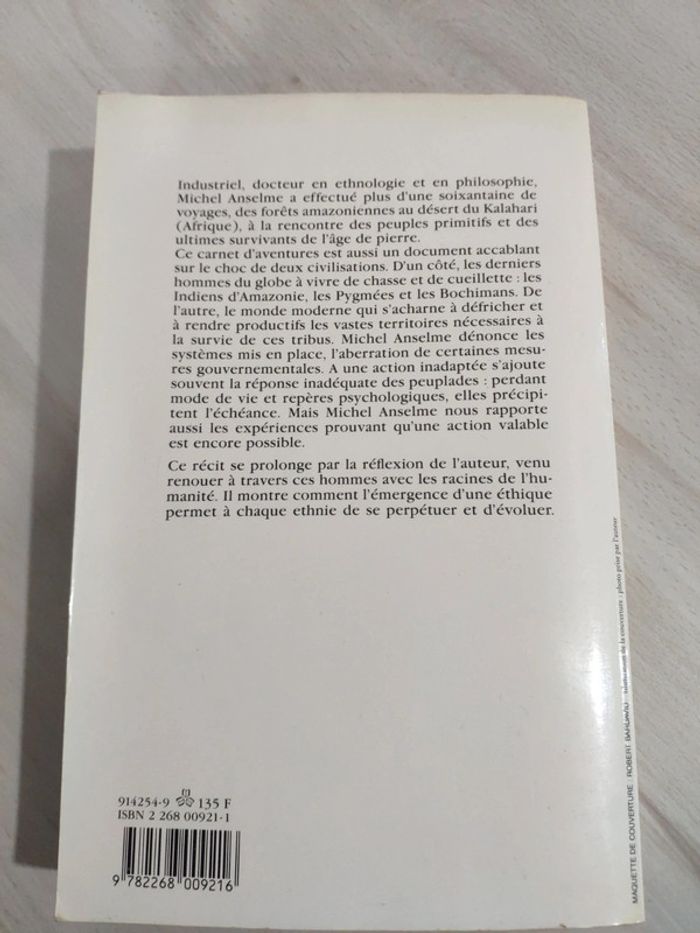 Industriel, docteur en ethnologie et en philosophie,
Michel Anselme a effectué plus d'une soixantaine de
voyages, des forêts amazoniennes au désert du Kalahari
(Afrique), à la rencontre des peuples primitifs et des
ultimes survivants de l'âge de pierre.
Ce carnet d'aventures est aussi un document accablant
sur le choc de deux civilisations. D'un côté, les derniers
hommes du globe à vivre de chasse et de cueillette : les
Indiens d'Amazonie, les Pygmées et les Bochimans. De
l'autre, le monde moderne qui s'acharne à défricher et
à rendre productifs les vastes territoires nécessaires à
la survie de ces tribus. Michel Anselme dénonce les
systèmes mis en place, l'aberration de certaines mesu-
res gouvernementales. A une action inadaptée s'ajoute
souvent la réponse inadéquate des peuplades : perdant
mode de vie et repères psychologiques, elles précipi-
tent l'échéance. Mais Michel Anselme nous rapporte
aussi les expériences prouvant qu'une action valable
est encore possible.
Ce récit se prolonge par la réflexion de l'auteur, venu
renouer à travers ces hommes avec les racines de l'hu-
manité. Il montre comment l'émergence d'une éthique
permet à chaque ethnie de se perpétuer et d'évoluer.
914254-9 135 F
ISBN 2 268 00921-1
9 782268 009216
MAQUETTE DE COUVERTURE : ROBERT de la couverture : photo prise par l'auteur